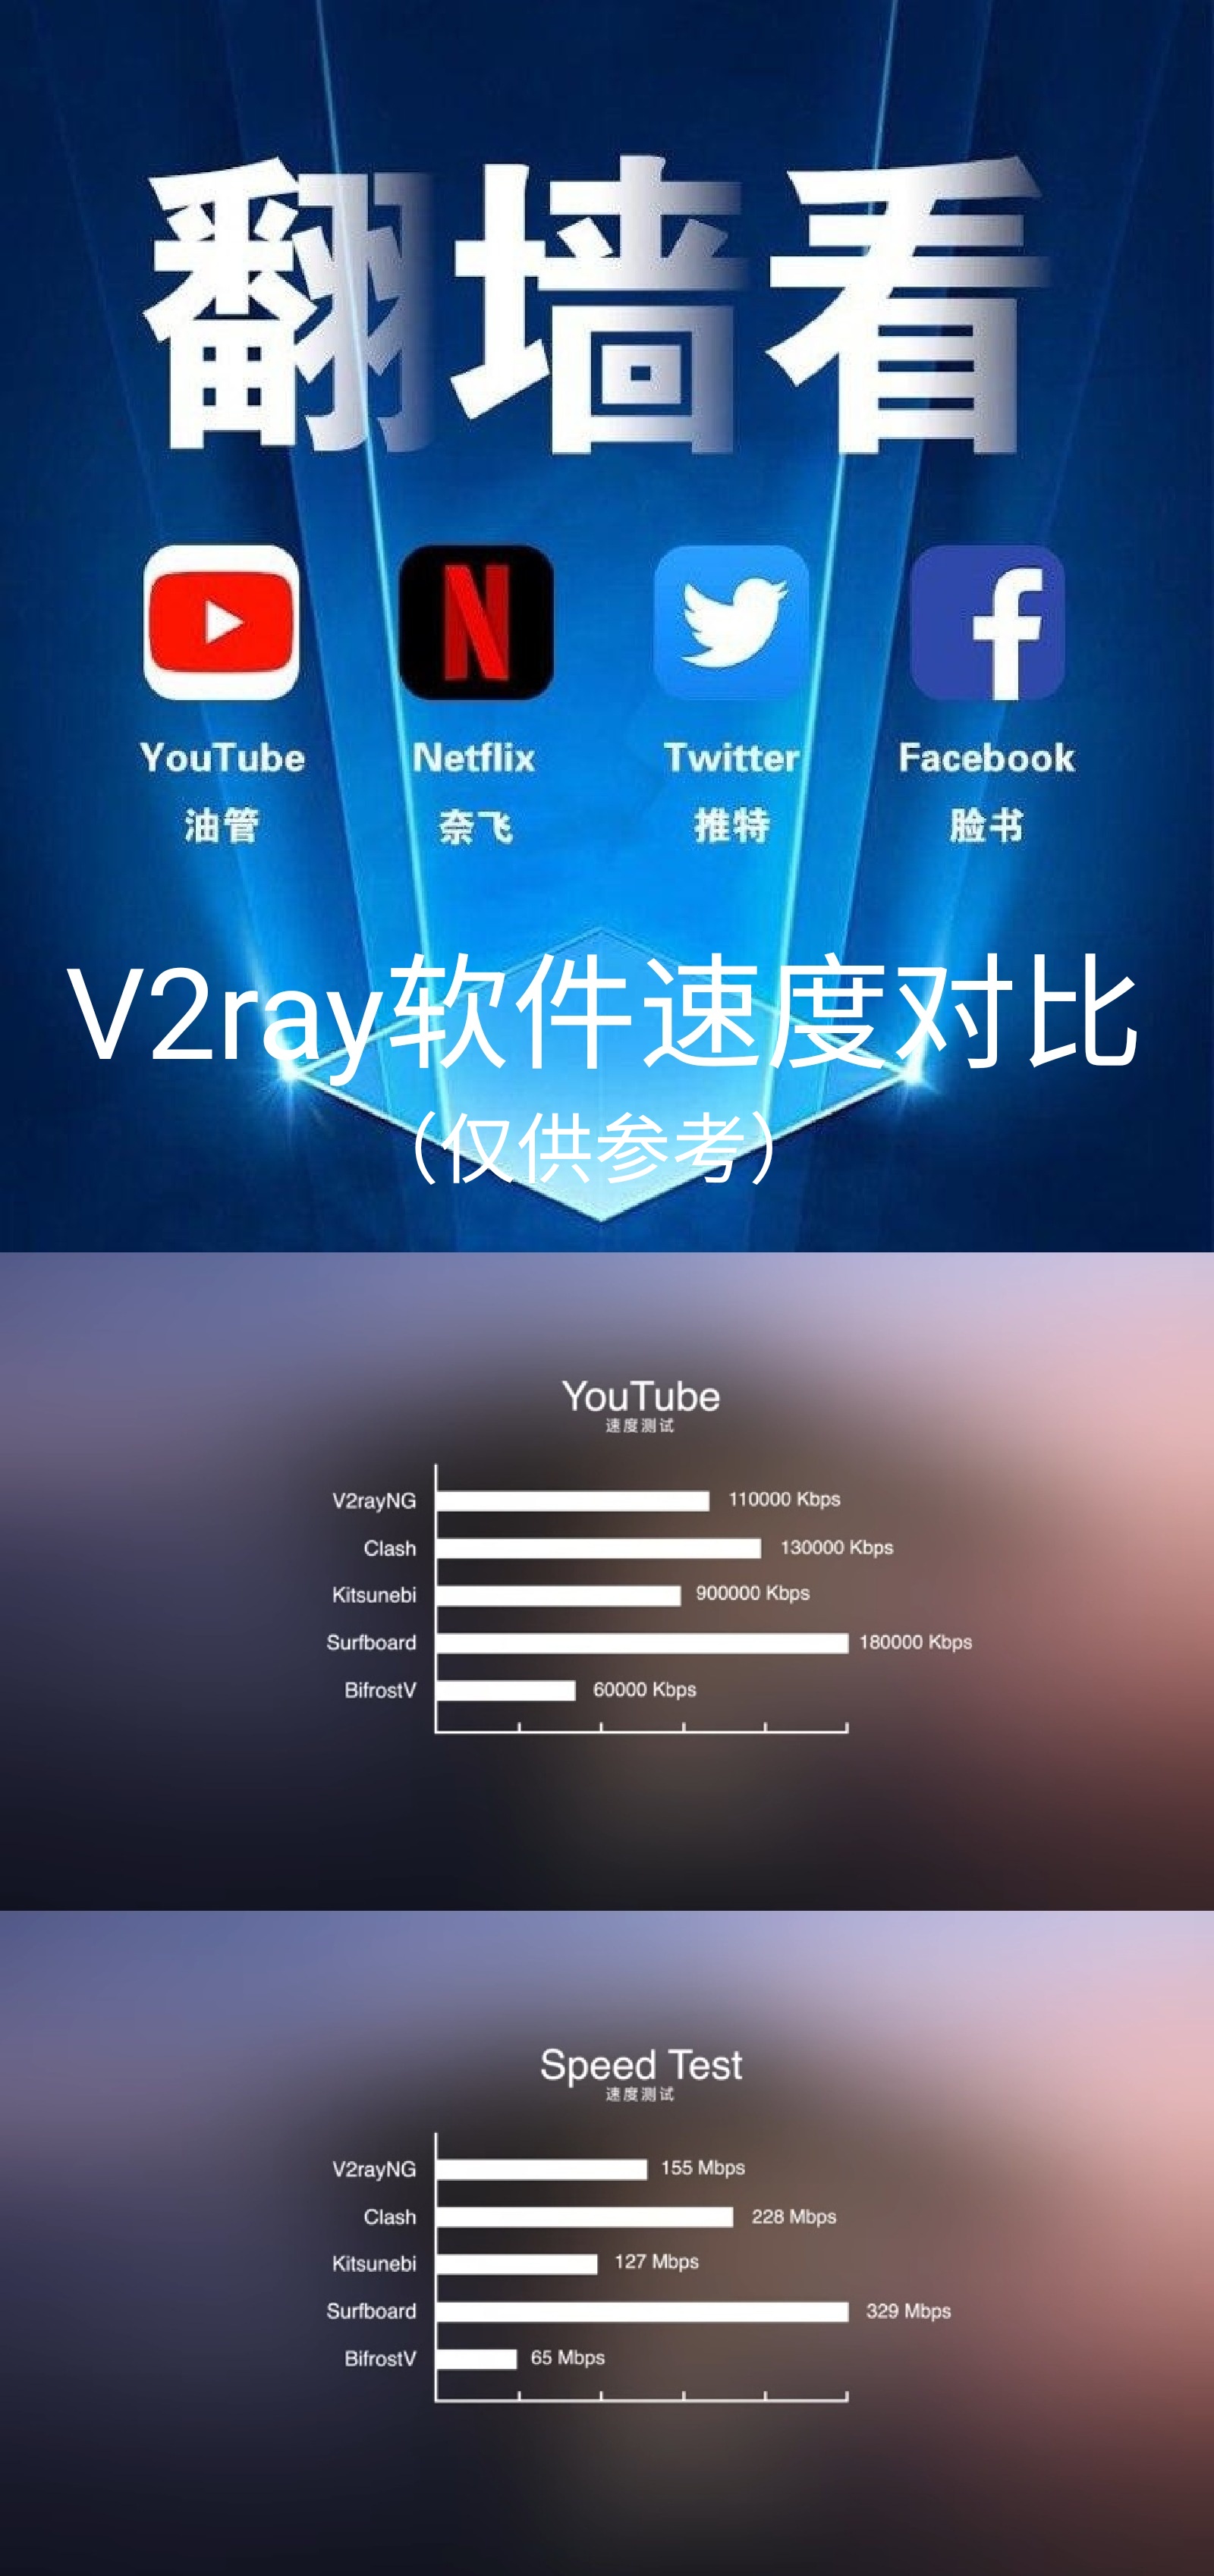 翻墙看
YouTube Netflix Twitter Facebook
油管 奈飞 推特 脸书
V2ray软件速度对比
(仅供参考)
YouTube
速度测试
V2rayNG 110000 Kbps
Clash 130000 Kbps
Kitsunebi 900000 Kbps
Surfboard 180000 Kbps
BifrostV 60000 Kbps
Speed Test
速度测试
V2rayNG 155 Mbps
Clash 228 Mbps
Kitsunebi 127 Mbps
Surfboard 329 Mbps
BifrostV 65 Mbps